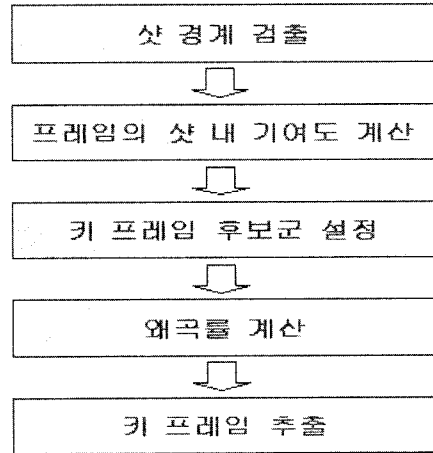 샷 경계 검출
프레임의 샷 내 기여도 계산
키 프레임 후보군 설정
왜곡률 계산
키 프레임 추출